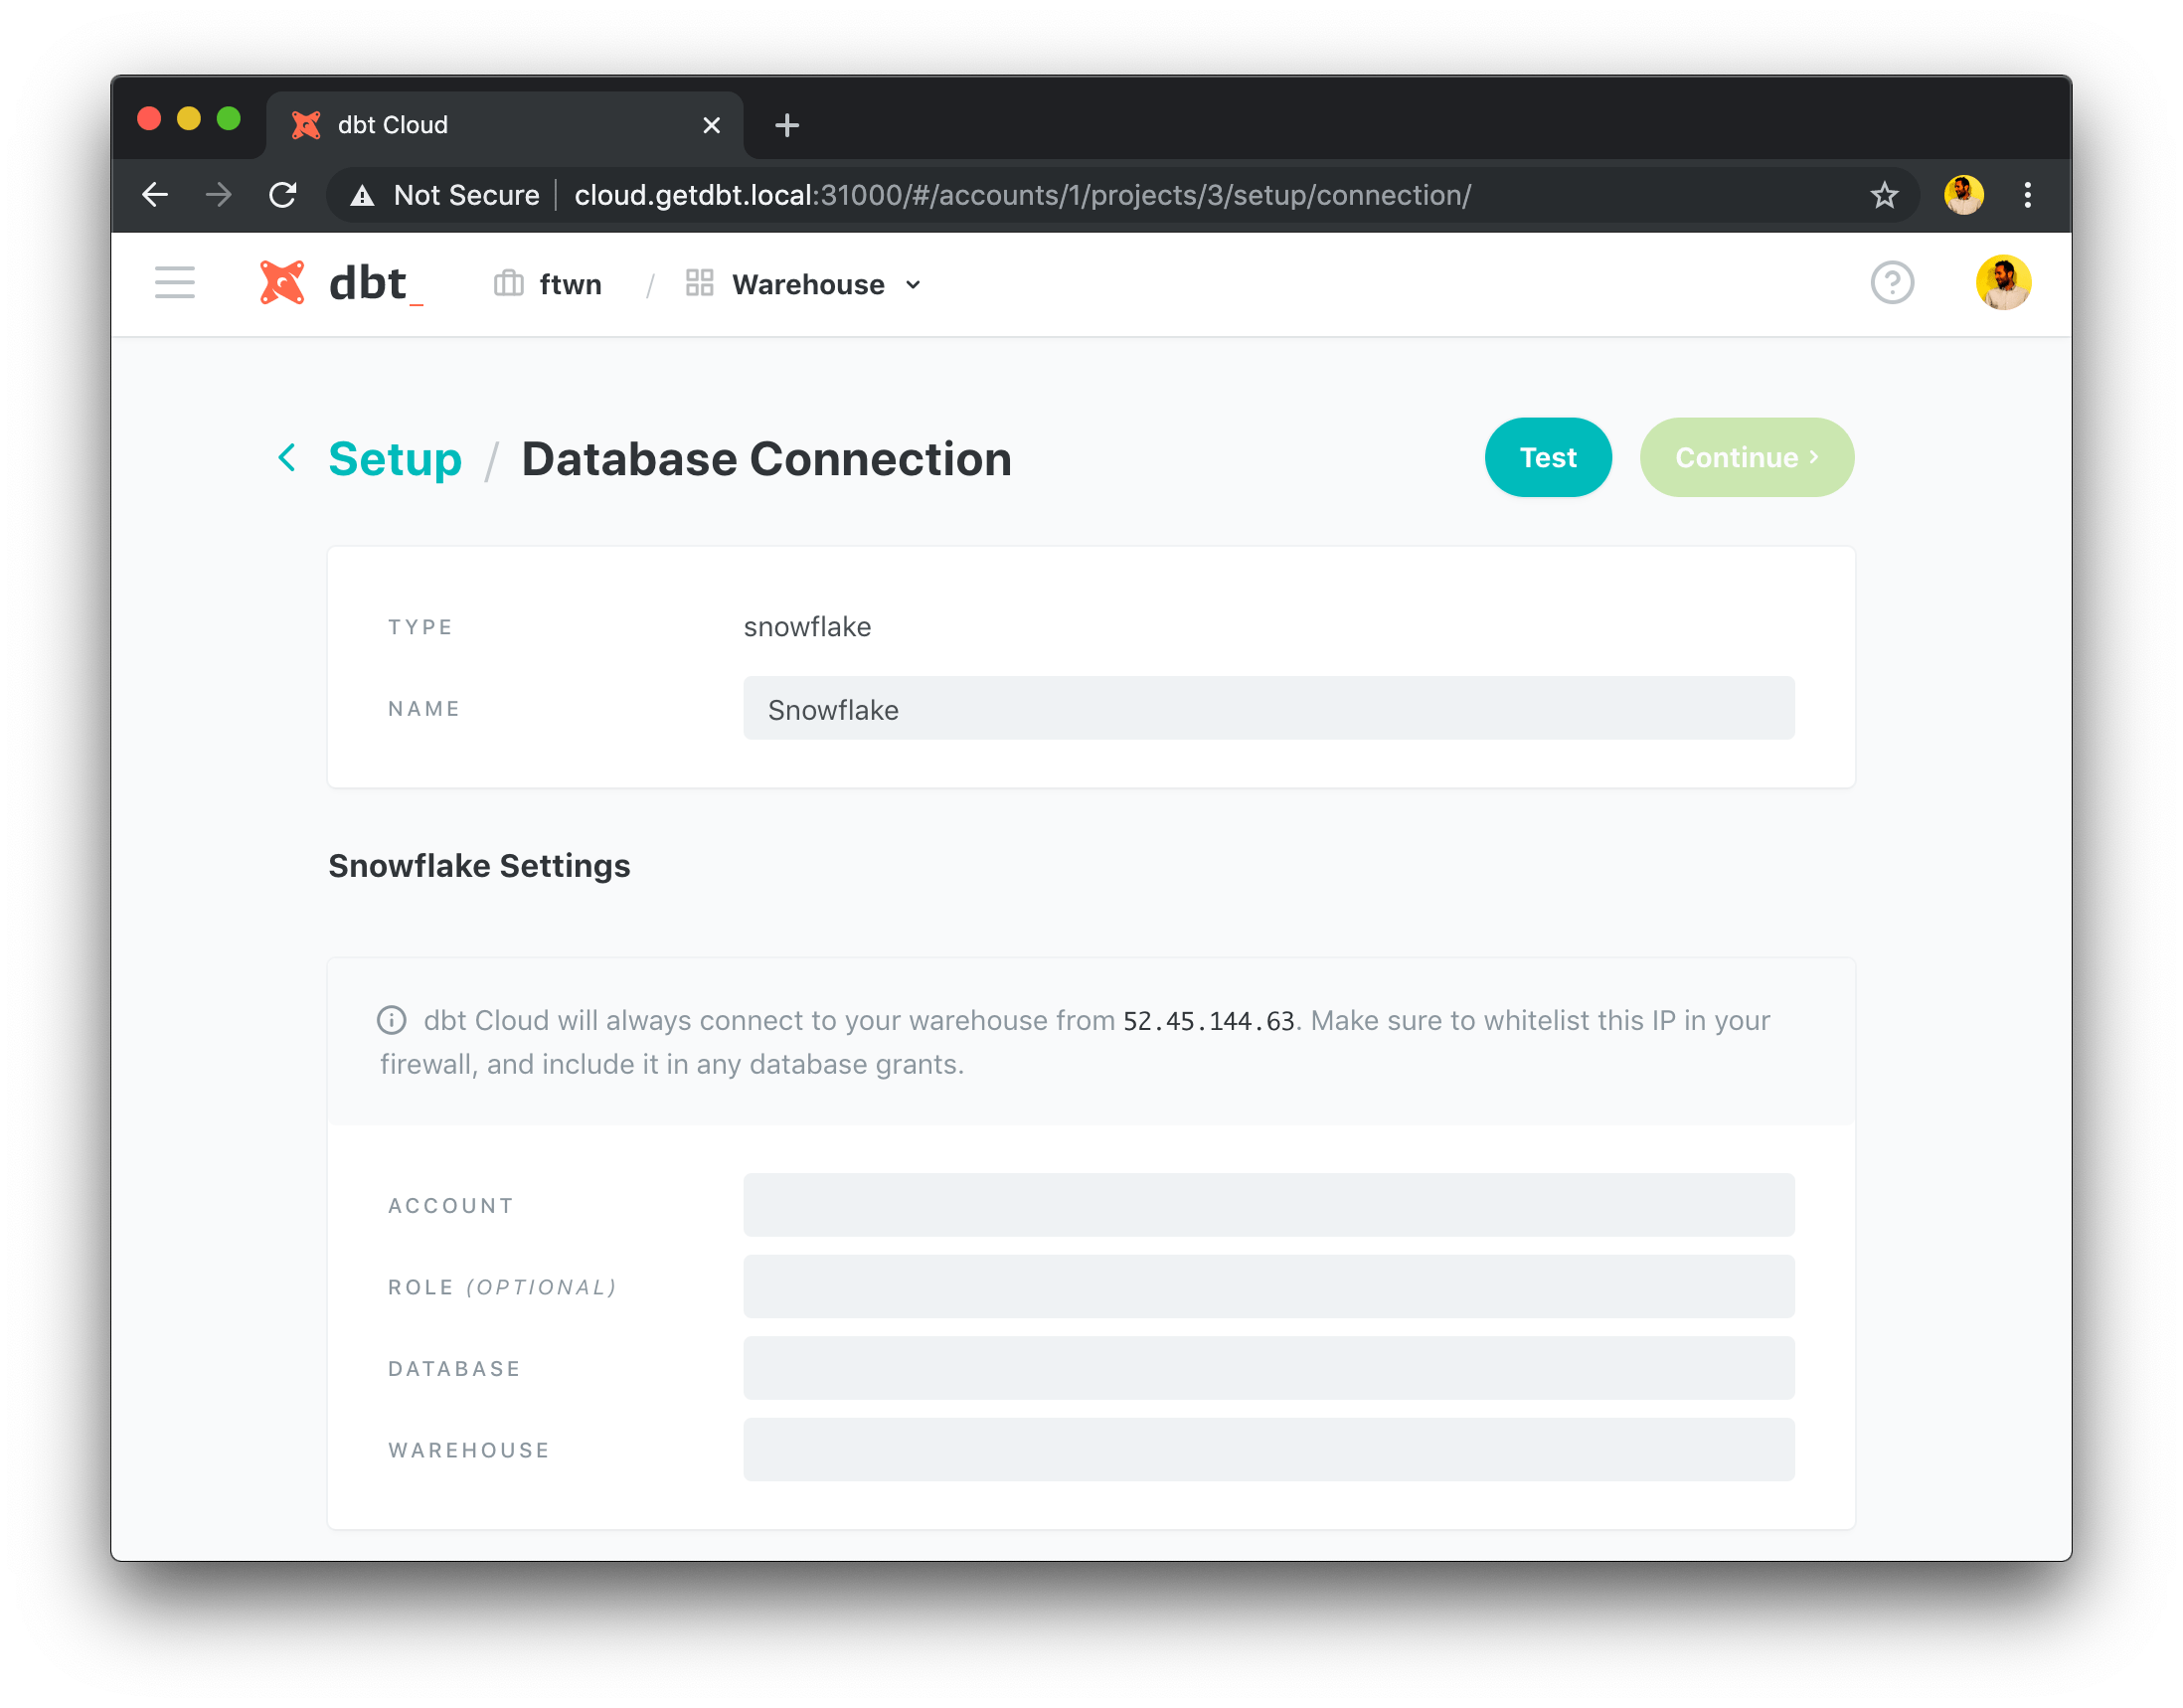 dbt Cloud
Not Secure cloud.getdbt.local:31000/#/accounts/1/projects/3/setup/connection/
dbt_ ftwn / Warehouse
Setup / Database Connection Test Continue ›
TYPE snowflake
NAME Snowflake
Snowflake Settings
dbt Cloud will always connect to your warehouse from 52.45.144.63. Make sure to whitelist this IP in your
firewall, and include it in any database grants.
ACCOUNT
ROLE (OPTIONAL)
DATABASE
WAREHOUSE